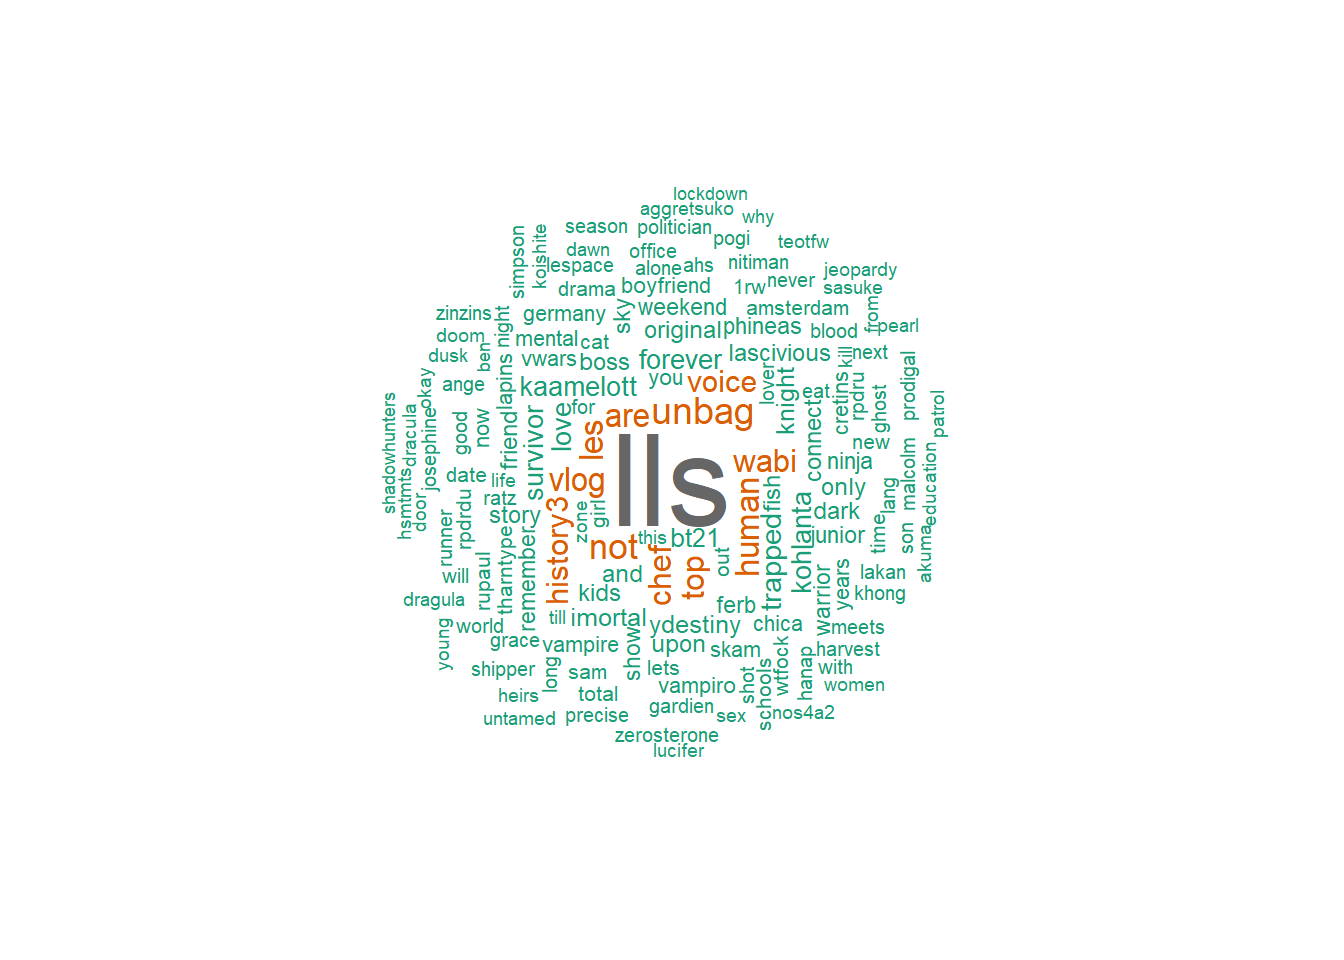 lockdown
aggretsuko
why
season
politician
pogi
teotfw
simpson
koishite
dawn
office
lespace
alone
ahs
nitiman
jeopardy
drama
boyfriend
1rw
never
sasuke
zinzins
germany
sky
weekend
amsterdam
from
pearl
doom
night
mental
cat
original
phineas
blood
dusk
ben
vwars
boss
forever
lascivious
kill
next
okay
ange
lapins
kaamelott
you
voice
lover
knight
eat
cretins
rpdru
ghost
prodigal
patrol
shadowhunters
dracula
josephine
good
now
friend
survivor
love
for
les
are
unbag
connect
new
hsmtmts
door
date
life
ratz
story
vlog
zone
girl
lls
wabi
human
fish
trapped
ninja
only
dark
junior
lang
malcolm
education
runner
rpdrdu
tharntype
remember
history3
not
this
bt21
chef
top
out
kohlanta
time
son
akuma
will
rupaul
and
kids
ferb
warrior
years
lakan
khong
dragula
young
world
grace
till
imortal
ydestiny
chica
meets
vampire
show
upon
skam
wtfock
harvest
shipper
long
sam
lets
hanap
with
women
heirs
total
vampiro
shot
schools
untamed
precise
gardien
sex
nos4a2
zerosterone
lucifer